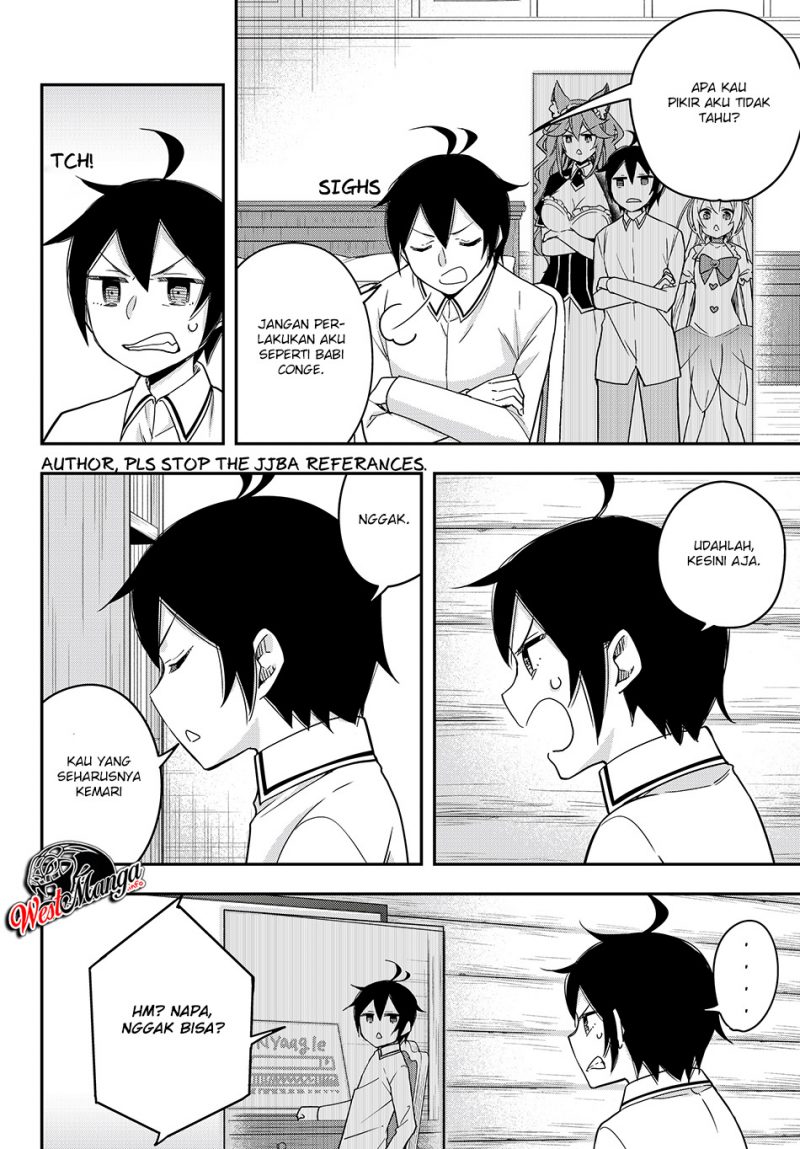 APA KAU
PIKIR AKU TIDAK
TAHU?
SIGHS
JANGAN PER-
LAKUKAN AKU
SEPERTI BABI
CONGE.
TCH!
AUTHOR, PLS STOP THE JJBA REFERANCES.
UDAHLAH,
KESINI AJA.
NGGAK.
KAU YANG
SEHARUSNYA
KEMARI
. . . .
HM? NAPA,
NGGAK BISA?
NYaagle
WestManga
.info